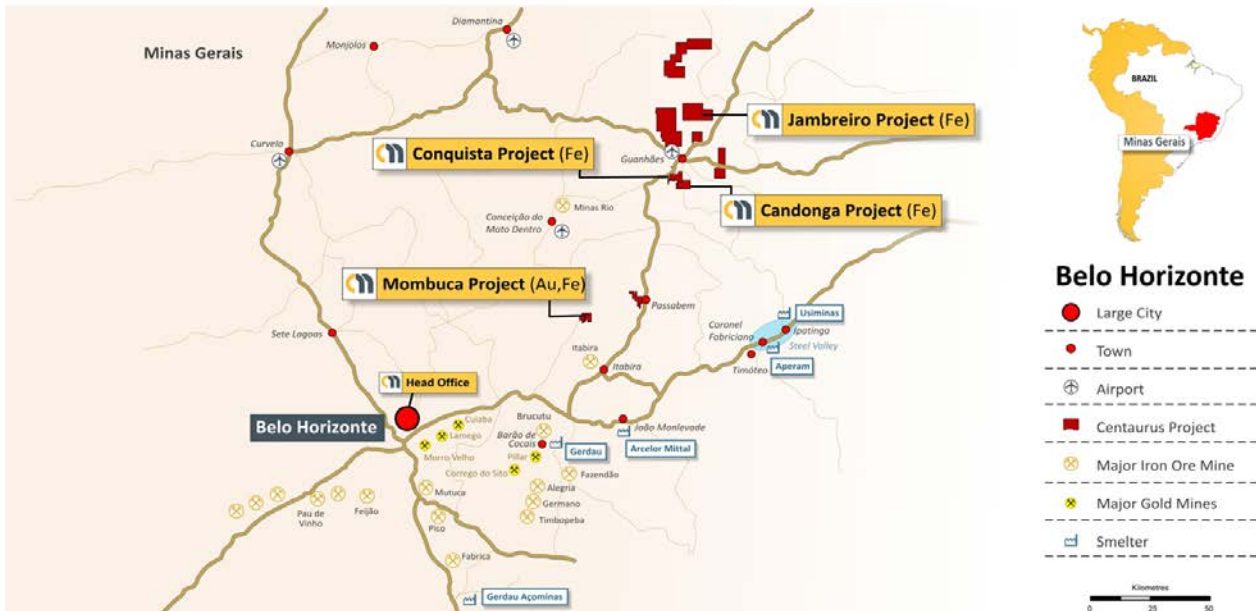 Minas Gerais
Diamantina
Monjolos
Jambreiro Project (Fe)
Curvelo
Conquista Project (Fe)
Guanhães
Candonga Project (Fe)
Minas Rio
Conceição do
Mato Dentro
Mombuca Project (Au,Fe)
Passabem
Sete Lagoas
Usiminas
Coronel
Fabriciano
Ipatinga
Steel Valley
Aperam
Timóteo
Itabira
Itabira
Head Office
Belo Horizonte
Cuiaba
Lamego
Morro Velho
Brucutu
Barão de
Cocais
Gerdau
João Monlevade
Arcelor Mittal
Pillar
Corrego do Sito
Fazendão
Alegria
Germano
Timbopeba
Mutuca
Pau de
Vinho
Feijão
Pico
Fabrica
Gerdau Açominas
BRAZIL
Minas Gerais
Belo Horizonte
Large City
Town
Airport
Centaurus Project
Major Iron Ore Mine
Major Gold Mines
Smelter
Kilometres
0 25 50